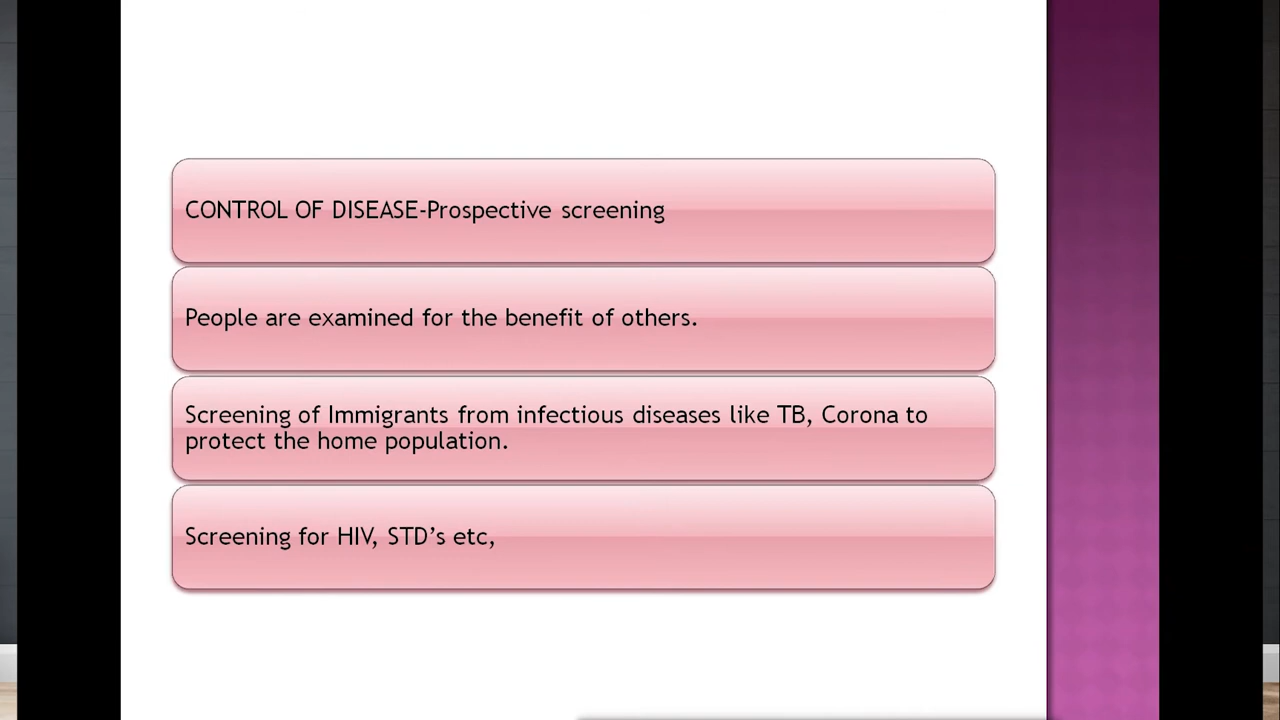 CONTROL OF DISEASE-Prospective screening
People are examined for the benefit of others.
Screening of Immigrants from infectious diseases like TB, Corona to
protect the home population.
Screening for HIV, STD’s etc,